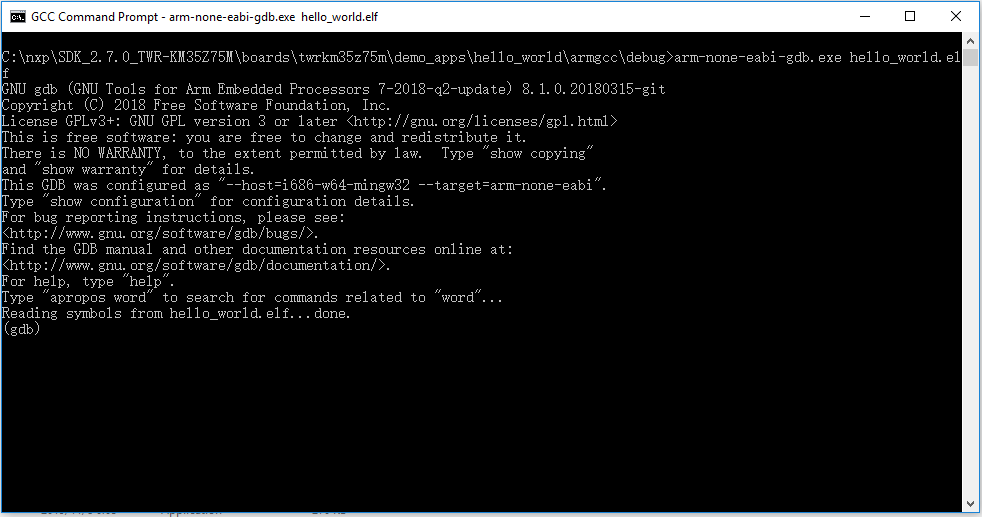 GCC Command Prompt - arm-none-eabi-gdb.exe hello_world.elf
C:\nxp\SDK_2.7.0_TWR-KM35Z75M\boards\twrkm35z75m\demo_apps\hello_world\armgcc\debug>arm-none-eabi-gdb.exe hello_world.el
f
GNU gdb (GNU Tools for Arm Embedded Processors 7-2018-q2-update) 8.1.0.20180315-git
Copyright (C) 2018 Free Software Foundation, Inc.
License GPLv3+: GNU GPL version 3 or later <http://gnu.org/licenses/gpl.html>
This is free software: you are free to change and redistribute it.
There is NO WARRANTY, to the extent permitted by law.  Type "show copying"
and "show warranty" for details.
This GDB was configured as "--host=i686-w64-mingw32 --target=arm-none-eabi".
Type "show configuration" for configuration details.
For bug reporting instructions, please see:
<http://www.gnu.org/software/gdb/bugs/>.
Find the GDB manual and other documentation resources online at:
<http://www.gnu.org/software/gdb/documentation/>.
For help, type "help".
Type "apropos word" to search for commands related to "word"...
Reading symbols from hello_world.elf...done.
(gdb)